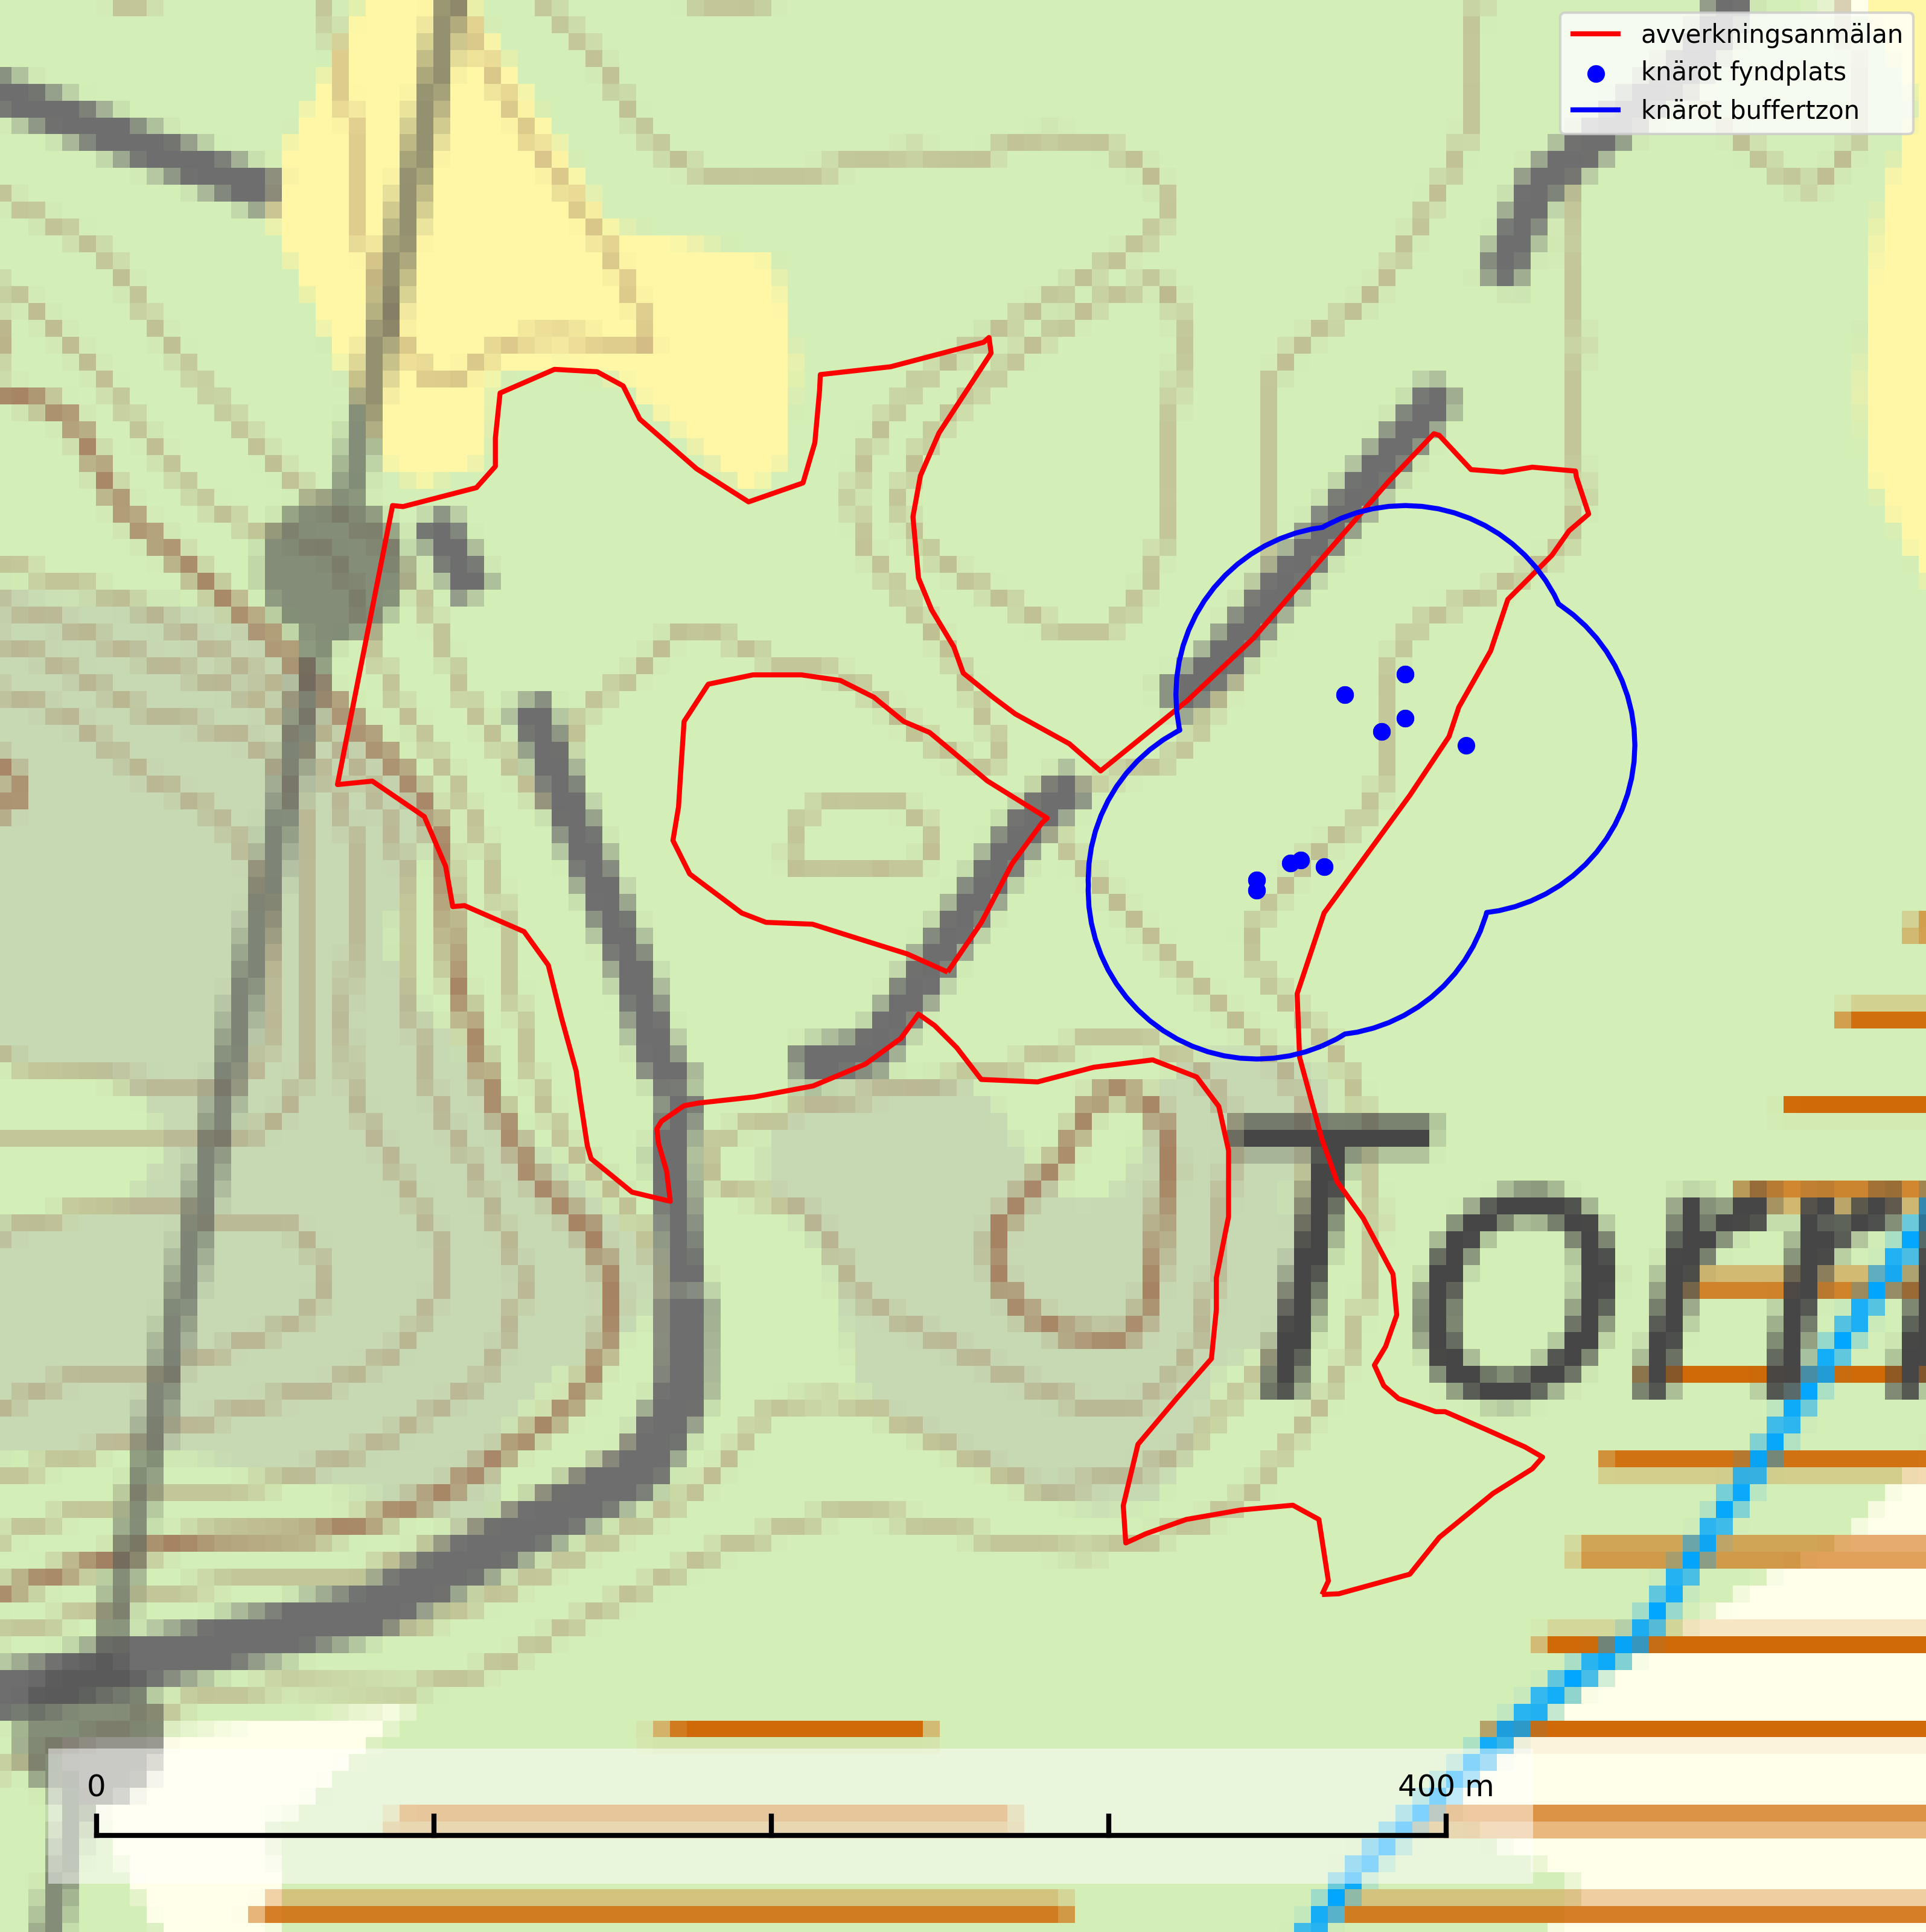 avverkningsanmälan
knärot fyndplats
knärot buffertzon
0 400 m